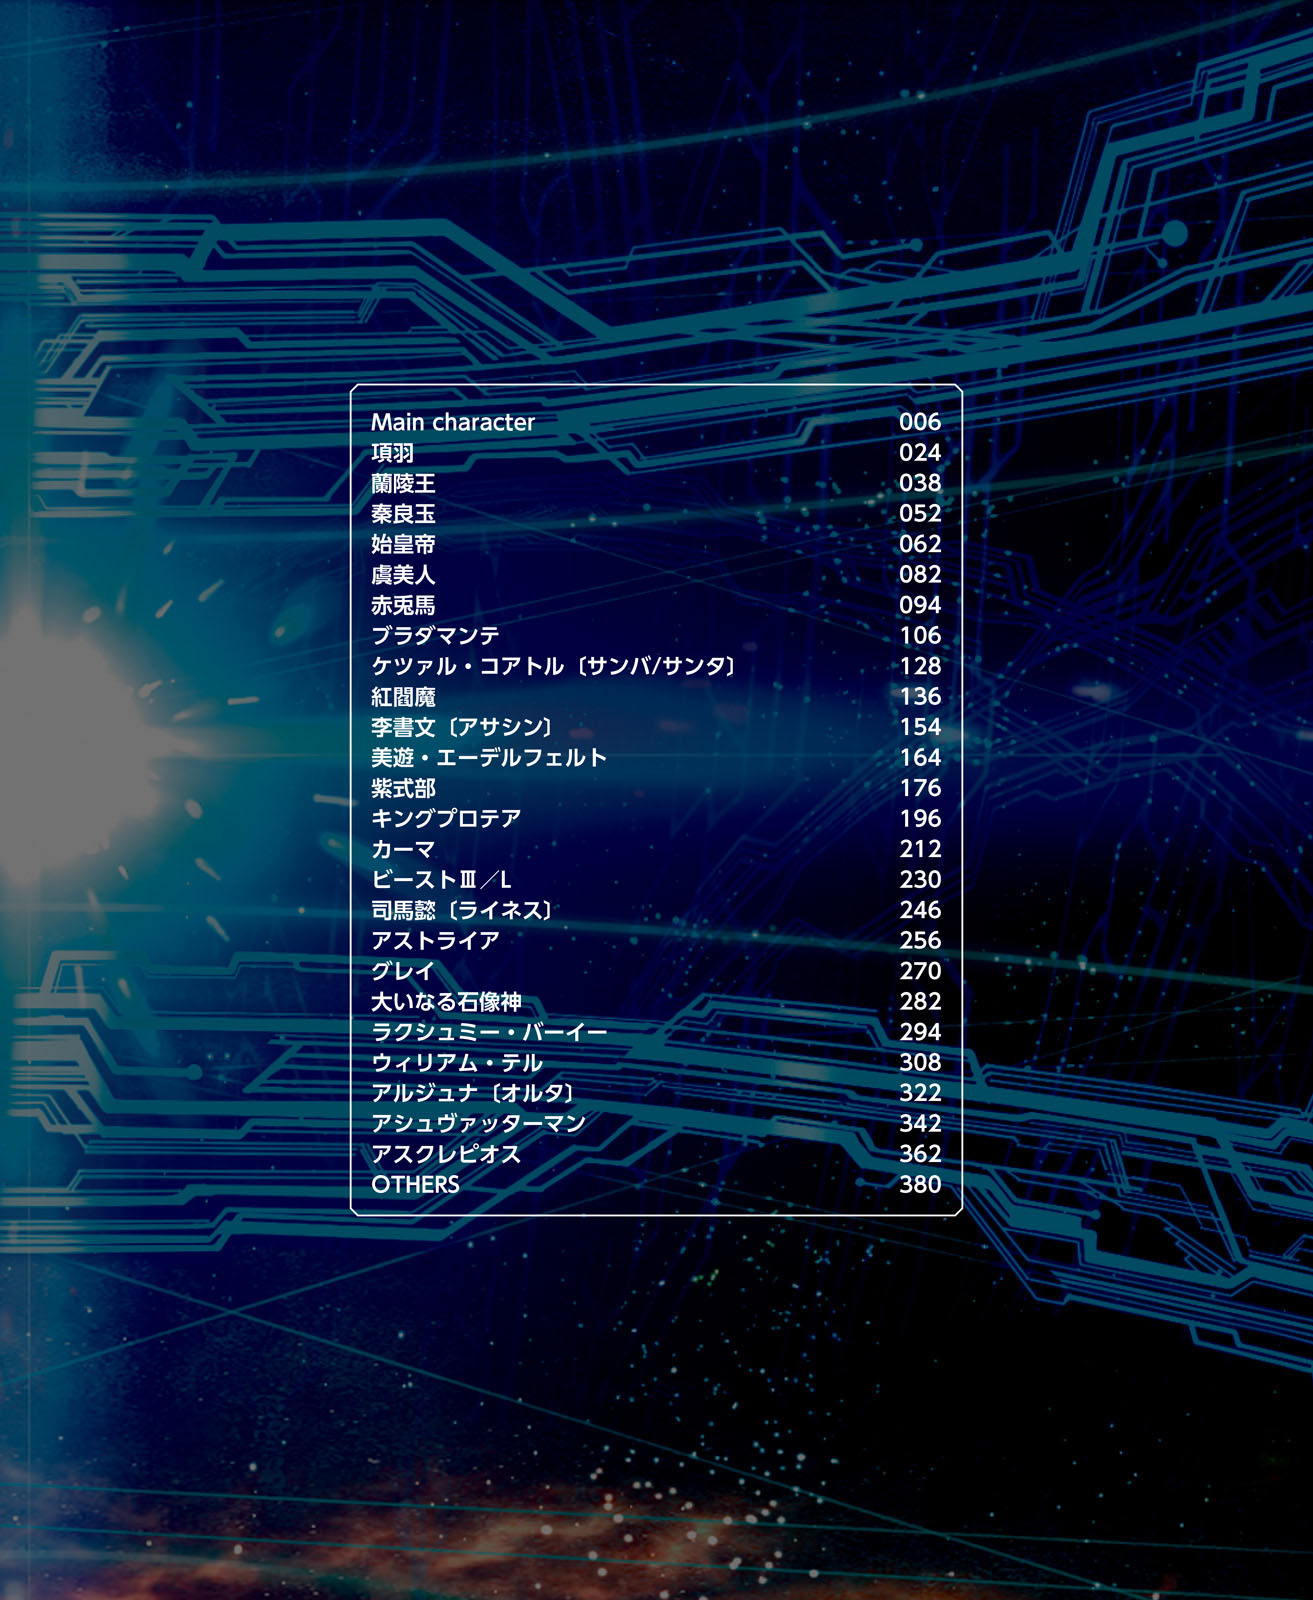 Main character 006
項羽 024
蘭陵王 038
秦良玉 052
始皇帝 062
虞美人 082
赤兎馬 094
ブラダマンテ 106
ケツァル・コアトル〔サンバ/サンタ〕 128
紅閻魔 136
李書文〔アサシン〕 154
美遊・エーデルフェルト 164
紫式部 176
キングプロテア 196
カーマ 212
ビーストⅢ／L 230
司馬懿〔ライネス〕 246
アストライア 256
グレイ 270
大いなる石像神 282
ラクシュミー・バーイー 294
ウィリアム・テル 308
アルジュナ〔オルタ〕 322
アシュヴァッターマン 342
アスクレピオス 362
OTHERS 380